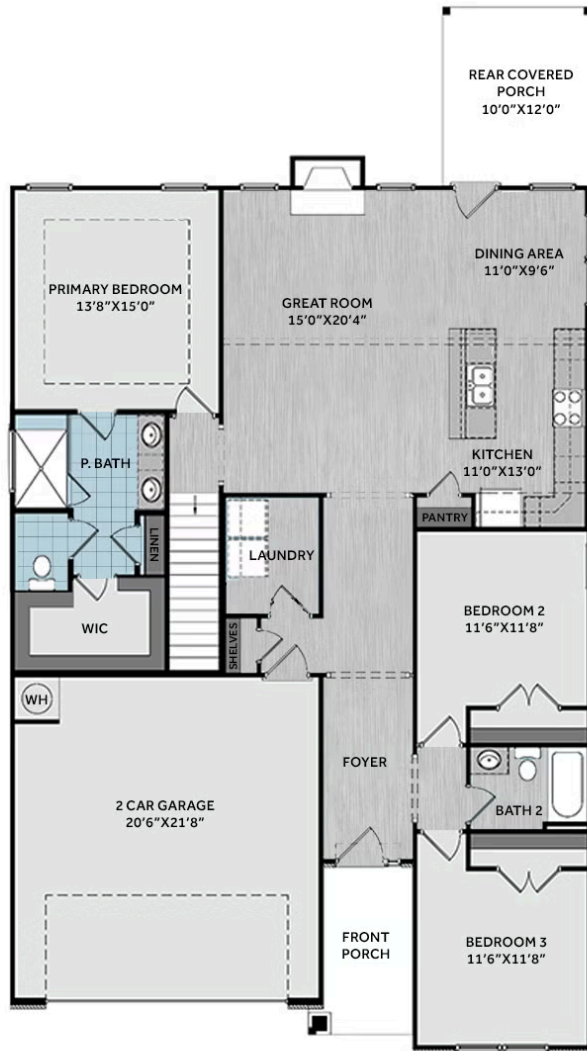 REAR COVERED
PORCH
10'0"X12'0"
DINING AREA
11'0"X9'6"
PRIMARY BEDROOM
13'8"X15'0"
GREAT ROOM
15'0"X20'4"
P. BATH
KITCHEN
11'0"X13'0"
PANTRY
LINEN
LAUNDRY
WIC
SHELVES
BEDROOM 2
11'6"X11'8"
WH
FOYER
2 CAR GARAGE
20'6"X21'8"
BATH 2
FRONT
PORCH
BEDROOM 3
11'6"X11'8"